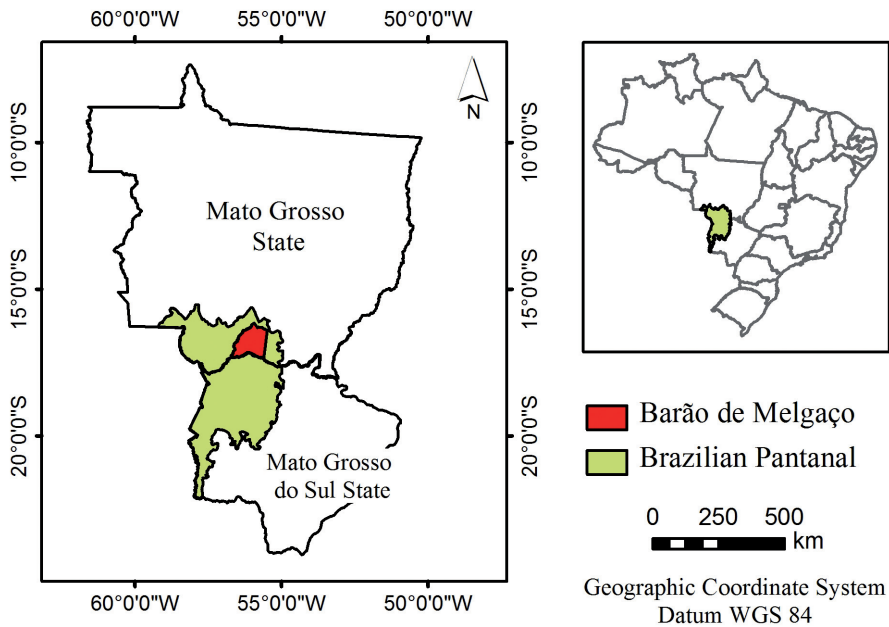 60°0'0"W 55°0'0"W 50°0'0"W
N
10°0'0"S
15°0'0"S
20°0'0"S
Mato Grosso
State
Mato Grosso
do Sul State
10°0'0"S
15°0'0"S
20°0'0"S
60°0'0"W 55°0'0"W 50°0'0"W
Barão de Melgaço
Brazilian Pantanal
0 250 500
km
Geographic Coordinate System
Datum WGS 84